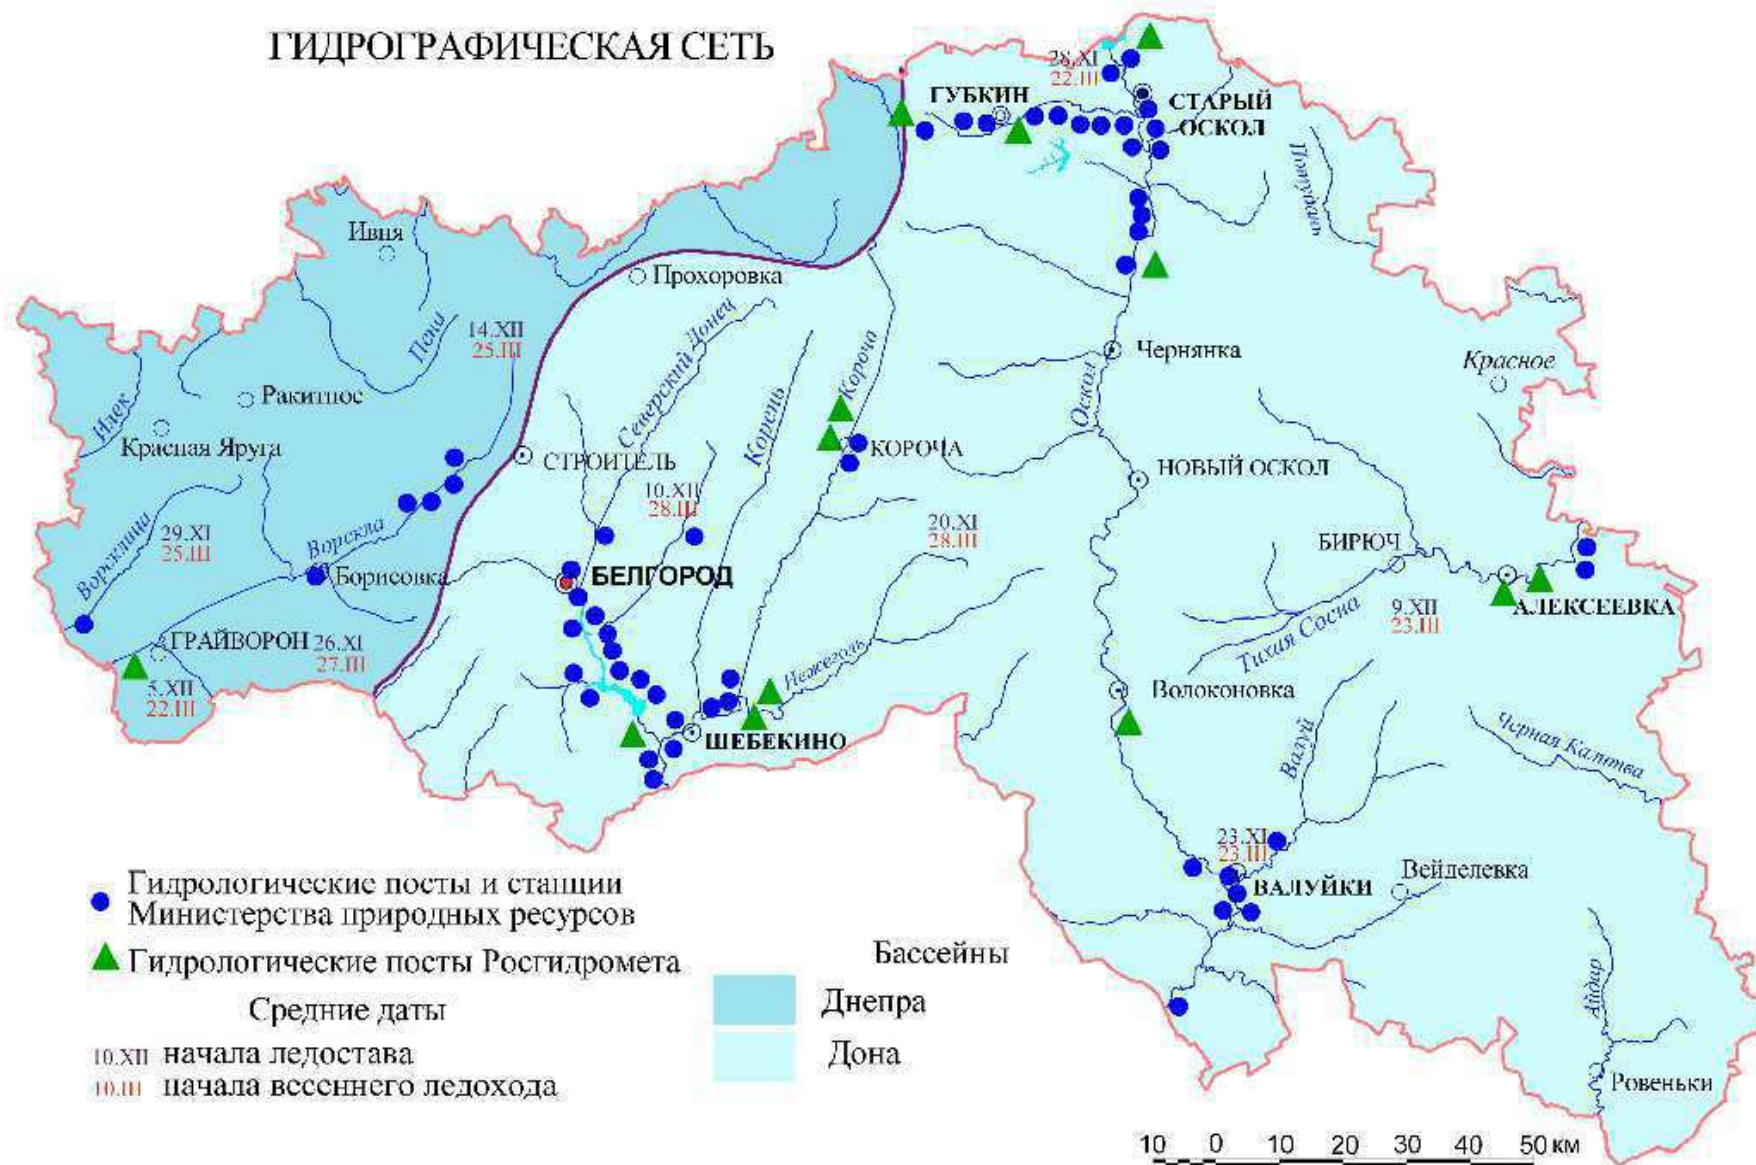 ГИДРОГРАФИЧЕСКАЯ СЕТЬ
28.XI
22.III
ГУБКИН
СТАРЫЙ
ОСКОЛ
Потудань
Ивня
Прохоровка
Пена
14.XII
25.III
Северский Донец
Короча
Чернянка
Оскол
Красное
Илек
Ракитное
Красная Яруга
СТРОИТЕЛЬ
Корень
КОРОЧА
НОВЫЙ ОСКОЛ
10.XII
28.III
20.XI
28.III
Ворсклица
29.XI
25.III
Ворскла
Борисовка
БЕЛГОРОД
БИРЮЧ
АЛЕКСЕЕВКА
9.XII
23.III
Тихая Сосна
ГРАЙВОРОН
26.XI
27.III
5.XII
22.III
Нежеголь
Волоконовка
ШЕБЕКИНО
Валуй
Черная Калитва
23.XI
23.III
ВАЛУЙКИ
Вейделевка
Айдар
Ровеньки
Гидрологические посты и станции
Министерства природных ресурсов
Гидрологические посты Росгидромета
Средние даты
10.XII начала ледостава
10.III начала весеннего ледохода
Бассейны
Днепра
Дона
10 0 10 20 30 40 50 км